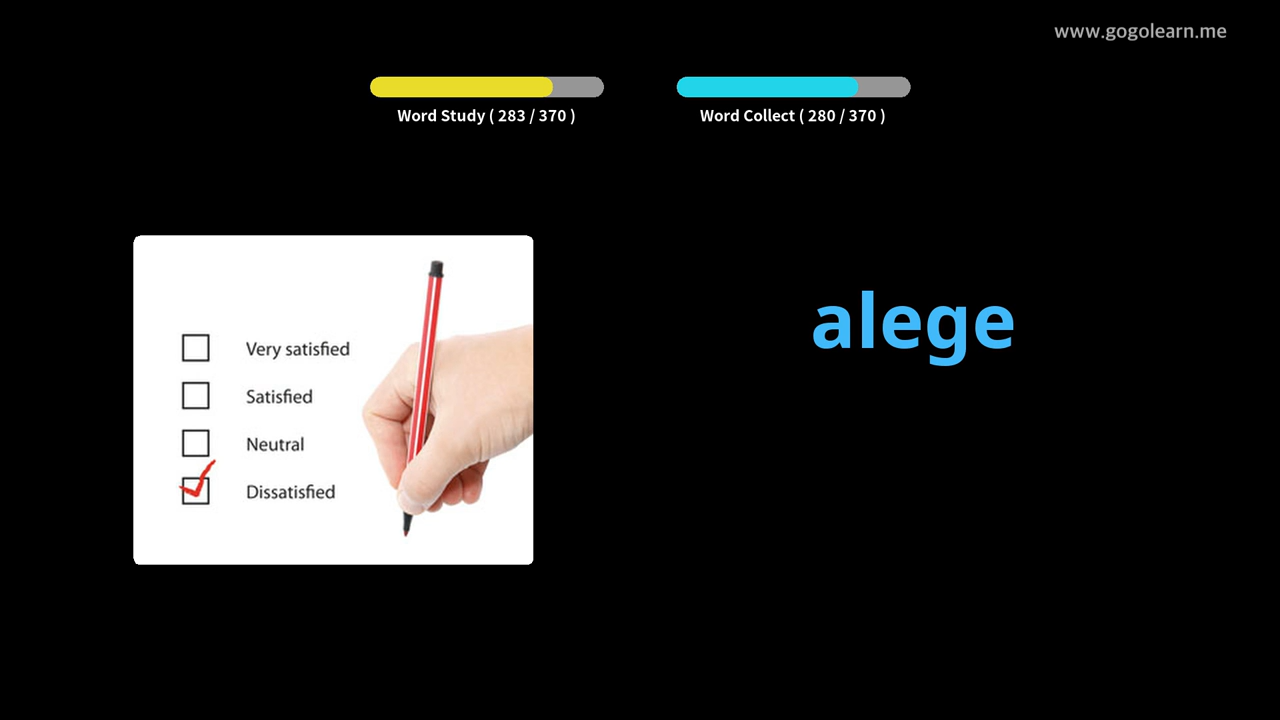 www.gogolearn.me
Word Study ( 283 / 370 )
Word Collect ( 280 / 370 )
alege
Very satisfied
Satisfied
Neutral
Dissatisfied